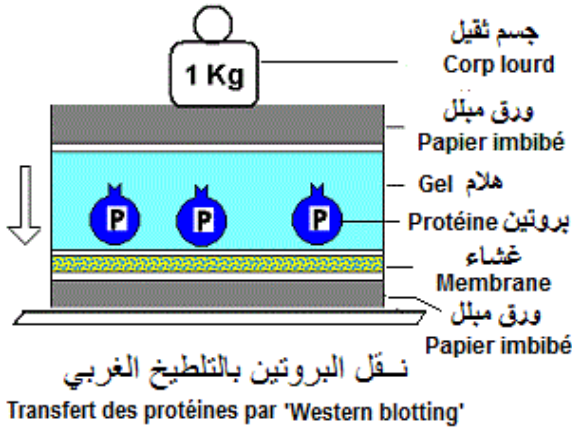 جسم ثقيل
Corp lourd
1 Kg
ورق مبلل
Papier imbibé
هلام Gel
P P P
بروتين Protéine
غشاء
Membrane
ورق مبلل
Papier imbibé
نــقل البروتين بالتلطيخ الغربي
Transfert des protéines par 'Western blotting'